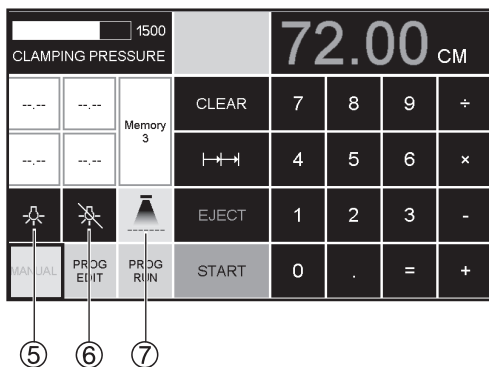 1500
CLAMPING PRESSURE
72.00 CM
--.-- --.-- Memory 3 CLEAR 7 8 9 ÷
--.-- --.-- 4 5 6 ×
EJECT 1 2 3 -
MANUAL PROG EDIT PROG RUN START 0 . = +
⑤ ⑥ ⑦